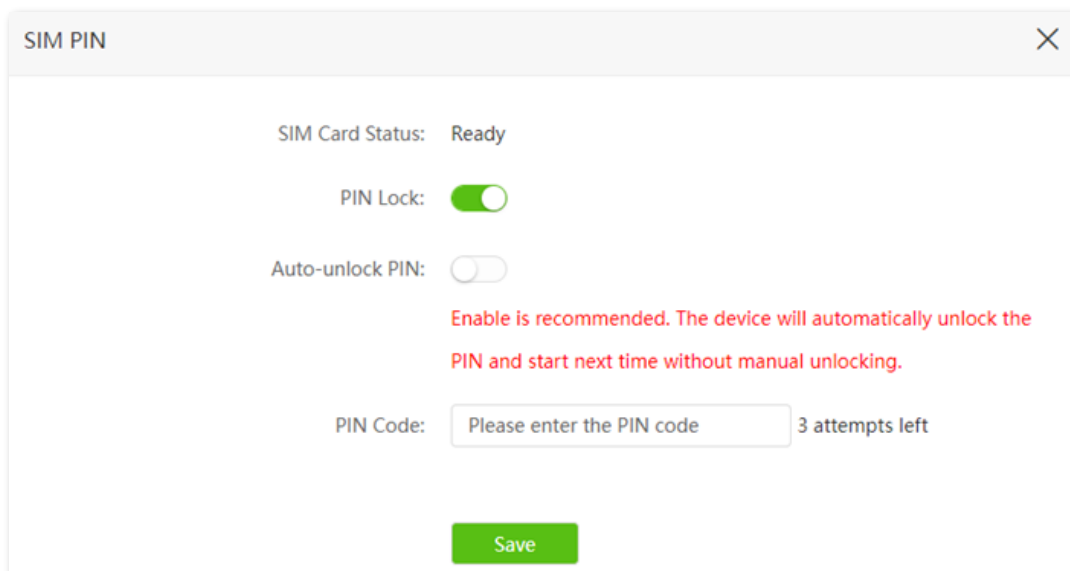 SIM PIN
SIM Card Status: Ready
PIN Lock:
Auto-unlock PIN:
Enable is recommended. The device will automatically unlock the
PIN and start next time without manual unlocking.
PIN Code: Please enter the PIN code 3 attempts left
Save